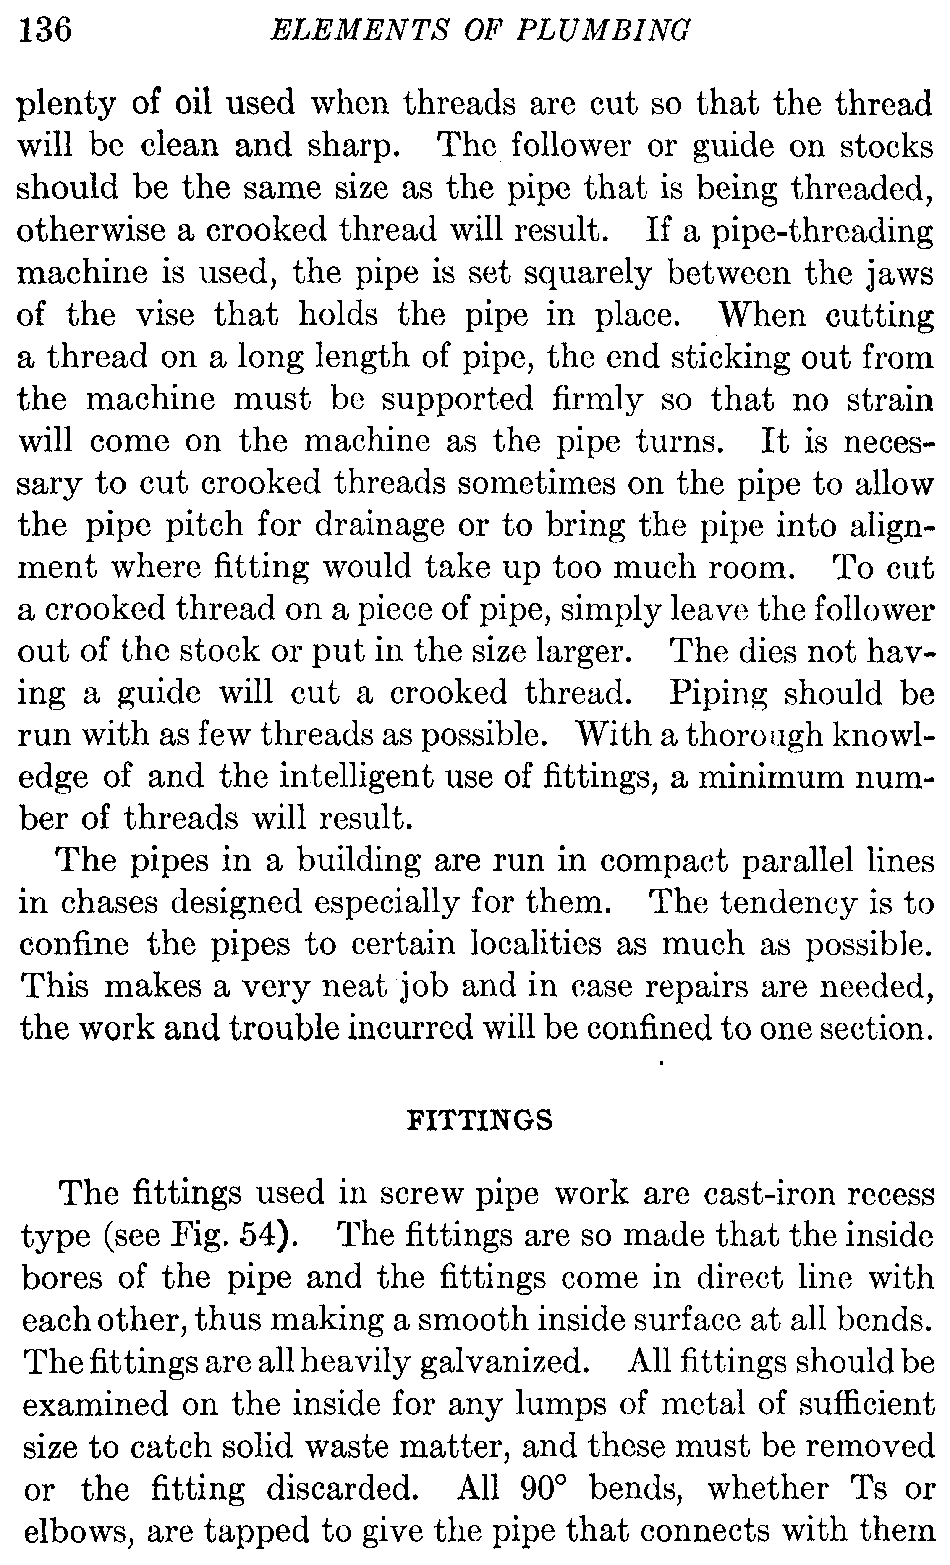 136 ELEMENTS OF PLUMBING
plenty of oil used when threads are cut so that the thread
will be clean and sharp. The follower or guide on stocks
should be the same size as the pipe that is being threaded,
otherwise a crooked thread will result. If a pipe-threading
machine is used, the pipe is set squarely between the jaws
of the vise that holds the pipe in place. When cutting
a thread on a long length of pipe, the end sticking out from
the machine must be supported firmly so that no strain
will come on the machine as the pipe turns. It is neces-
sary to cut crooked threads sometimes on the pipe to allow
the pipe pitch for drainage or to bring the pipe into align-
ment where fitting would take up too much room. To cut
a crooked thread on a piece of pipe, simply leave the follower
out of the stock or put in the size larger. The dies not hav-
ing a guide will cut a crooked thread. Piping should be
run with as few threads as possible. With a thorough knowl-
edge of and the intelligent use of fittings, a minimum num-
ber of threads will result.
The pipes in a building are run in compact parallel lines
in chases designed especially for them. The tendency is to
confine the pipes to certain localities as much as possible.
This makes a very neat job and in case repairs are needed,
the work and trouble incurred will be confined to one section.
FITTINGS
The fittings used in screw pipe work are cast-iron recess
type (see Fig. 54). The fittings are so made that the inside
bores of the pipe and the fittings come in direct line with
each other, thus making a smooth inside surface at all bends.
The fittings are all heavily galvanized. All fittings should be
examined on the inside for any lumps of metal of sufficient
size to catch solid waste matter, and these must be removed
or the fitting discarded. All 90° bends, whether Ts or
elbows, are tapped to give the pipe that connects with them